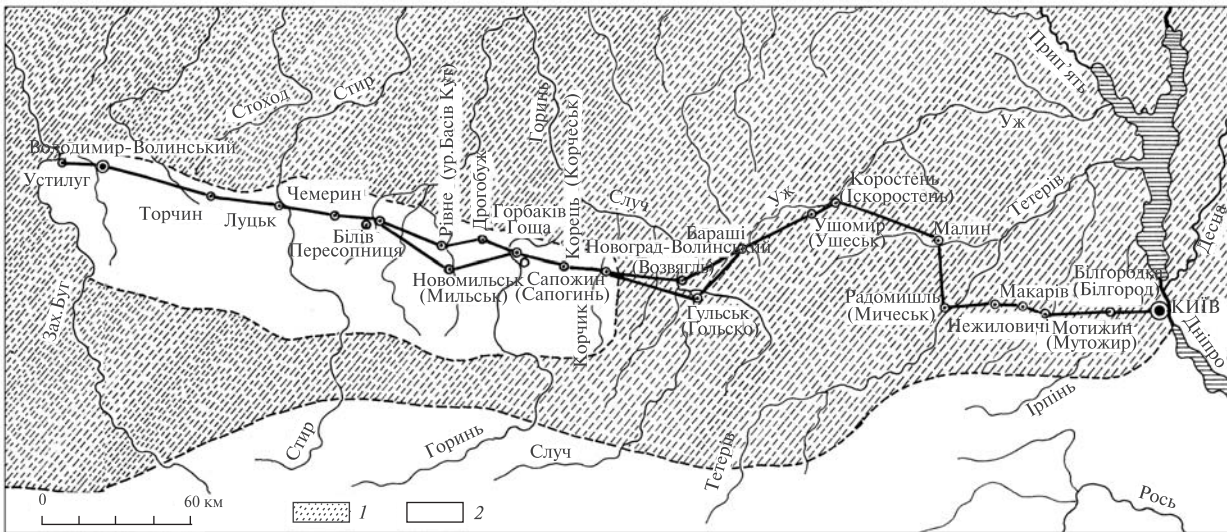 Прип’ять
Стоход
Стир
Рівне (ур. Басів Кут)
Дрогобуж
Горинь
Корець (Корчеськ)
Уж
Володимир-Волинський
Устилуг
Торчин
Луцьк
Чемерин
Білів
Пересопниця
Горбаків
Гоща
Случ
Уж
Бараші
Новоград-Волинський
(Возвягль)
Коростень
(Іскоростень)
Ушомир
(Ушеськ)
Малин
Тетерів
Десна
Новомильськ
(Мильськ)
Сапожин
(Сапогинь)
Гульськ
(Гольско)
Радомишль
(Мичеськ)
Макарів
Нежиловичі
Мотижин
(Мутожир)
Білгородка
(Білгород)
КИЇВ
Дніпро
Зах. Буг
Корчик
Ірпінь
Стир
Горинь
Случ
Тетерів
Рось
0 60 км
1
2